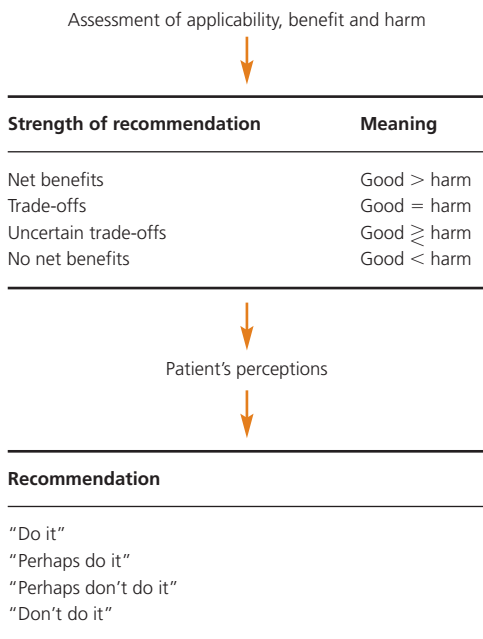 Assessment of applicability, benefit and harm
Strength of recommendation Meaning
Net benefits Good > harm
Trade-offs Good = harm
Uncertain trade-offs Good ⪌ harm
No net benefits Good < harm
Patient’s perceptions
Recommendation
“Do it”
“Perhaps do it”
“Perhaps don’t do it”
“Don’t do it”